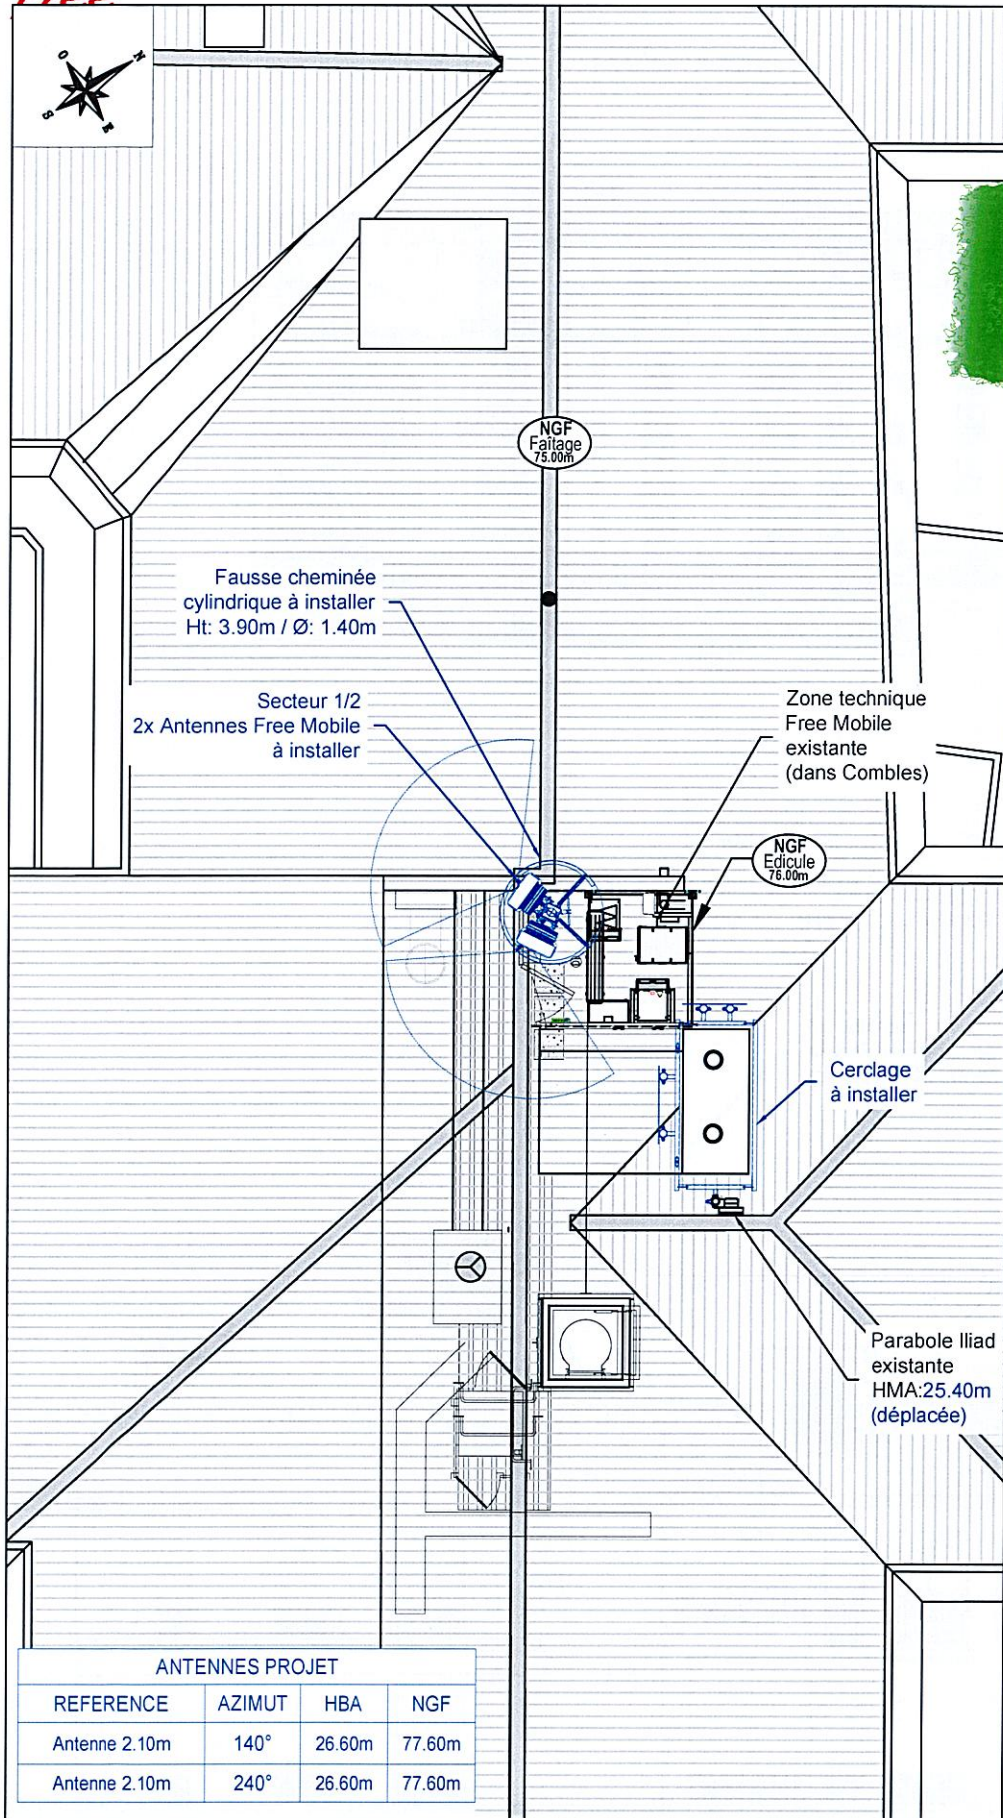 O
N
S
E
NGF
Faîtage
75.00m
Fausse cheminée
cylindrique à installer
Ht: 3.90m / Ø: 1.40m
Secteur 1/2
2x Antennes Free Mobile
à installer
Zone technique
Free Mobile
existante
(dans Combles)
NGF
Edicule
76.00m
Cerclage
à installer
Parabole Iliad
existante
HMA:25.40m
(déplacée)
ANTENNES PROJET
REFERENCE AZIMUT HBA NGF
Antenne 2.10m 140° 26.60m 77.60m
Antenne 2.10m 240° 26.60m 77.60m